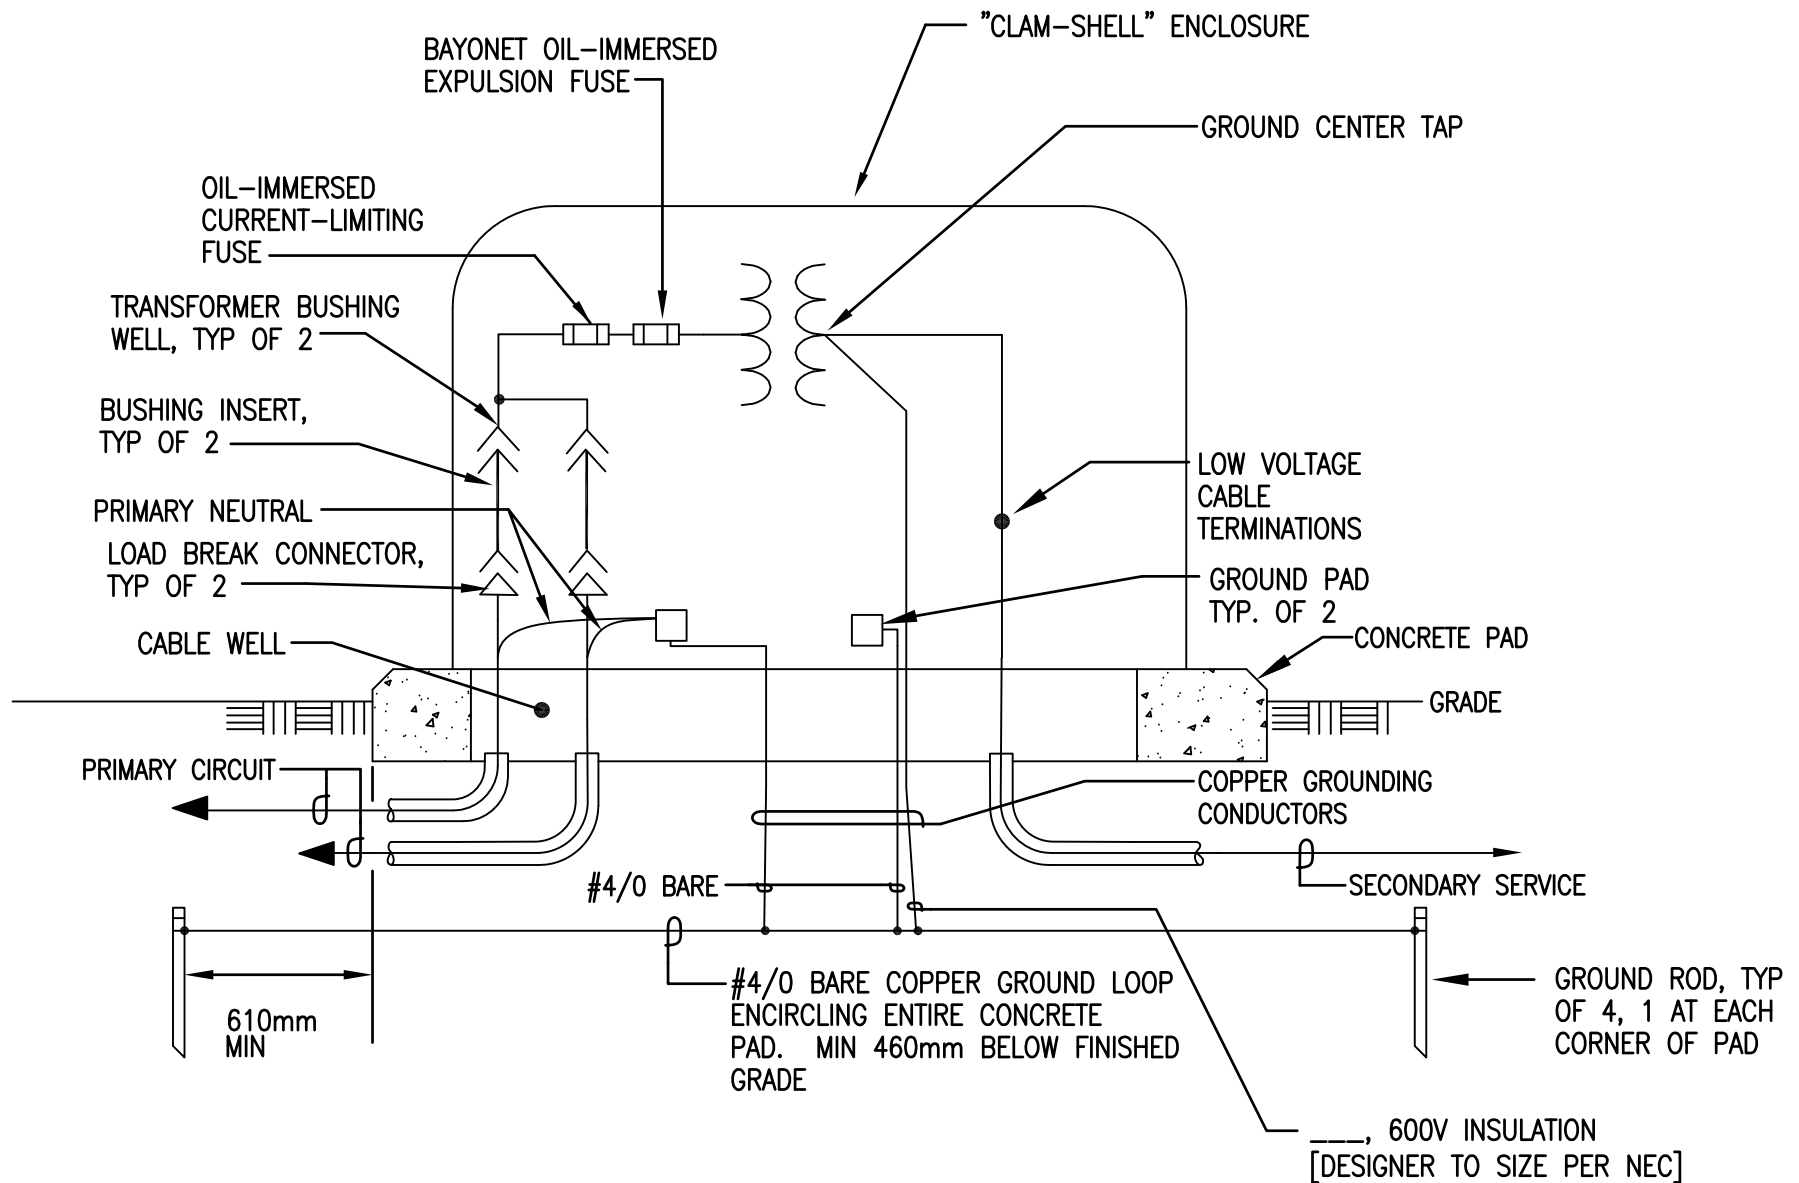 "CLAM-SHELL" ENCLOSURE
BAYONET OIL-IMMERSED
EXPULSION FUSE
GROUND CENTER TAP
OIL-IMMERSED
CURRENT-LIMITING
FUSE
TRANSFORMER BUSHING
WELL, TYP OF 2
BUSHING INSERT,
TYP OF 2
PRIMARY NEUTRAL
LOAD BREAK CONNECTOR,
TYP OF 2
CABLE WELL
LOW VOLTAGE
CABLE
TERMINATIONS
GROUND PAD
TYP. OF 2
CONCRETE PAD
GRADE
PRIMARY CIRCUIT
COPPER GROUNDING
CONDUCTORS
#4/0 BARE
SECONDARY SERVICE
610mm
MIN
#4/0 BARE COPPER GROUND LOOP
ENCIRCLING ENTIRE CONCRETE
PAD. MIN 460mm BELOW FINISHED
GRADE
GROUND ROD, TYP
OF 4, 1 AT EACH
CORNER OF PAD
___, 600V INSULATION
[DESIGNER TO SIZE PER NEC]